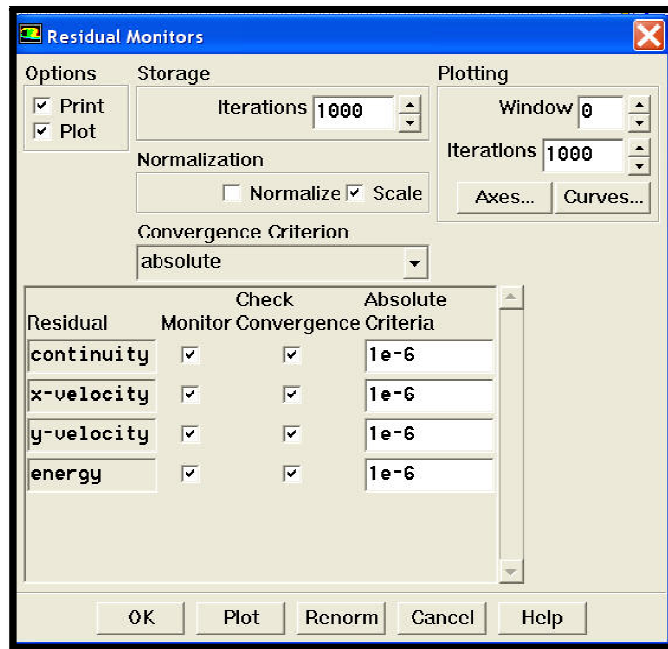 Residual Monitors
Options
Print
Plot
Storage
Iterations 1000
Normalization
Normalize Scale
Convergence Criterion
absolute
Plotting
Window 0
Iterations 1000
Axes... Curves...
Residual Monitor Check Convergence Absolute Criteria
continuity 1e-6
x-velocity 1e-6
y-velocity 1e-6
energy 1e-6
OK Plot Renorm Cancel Help